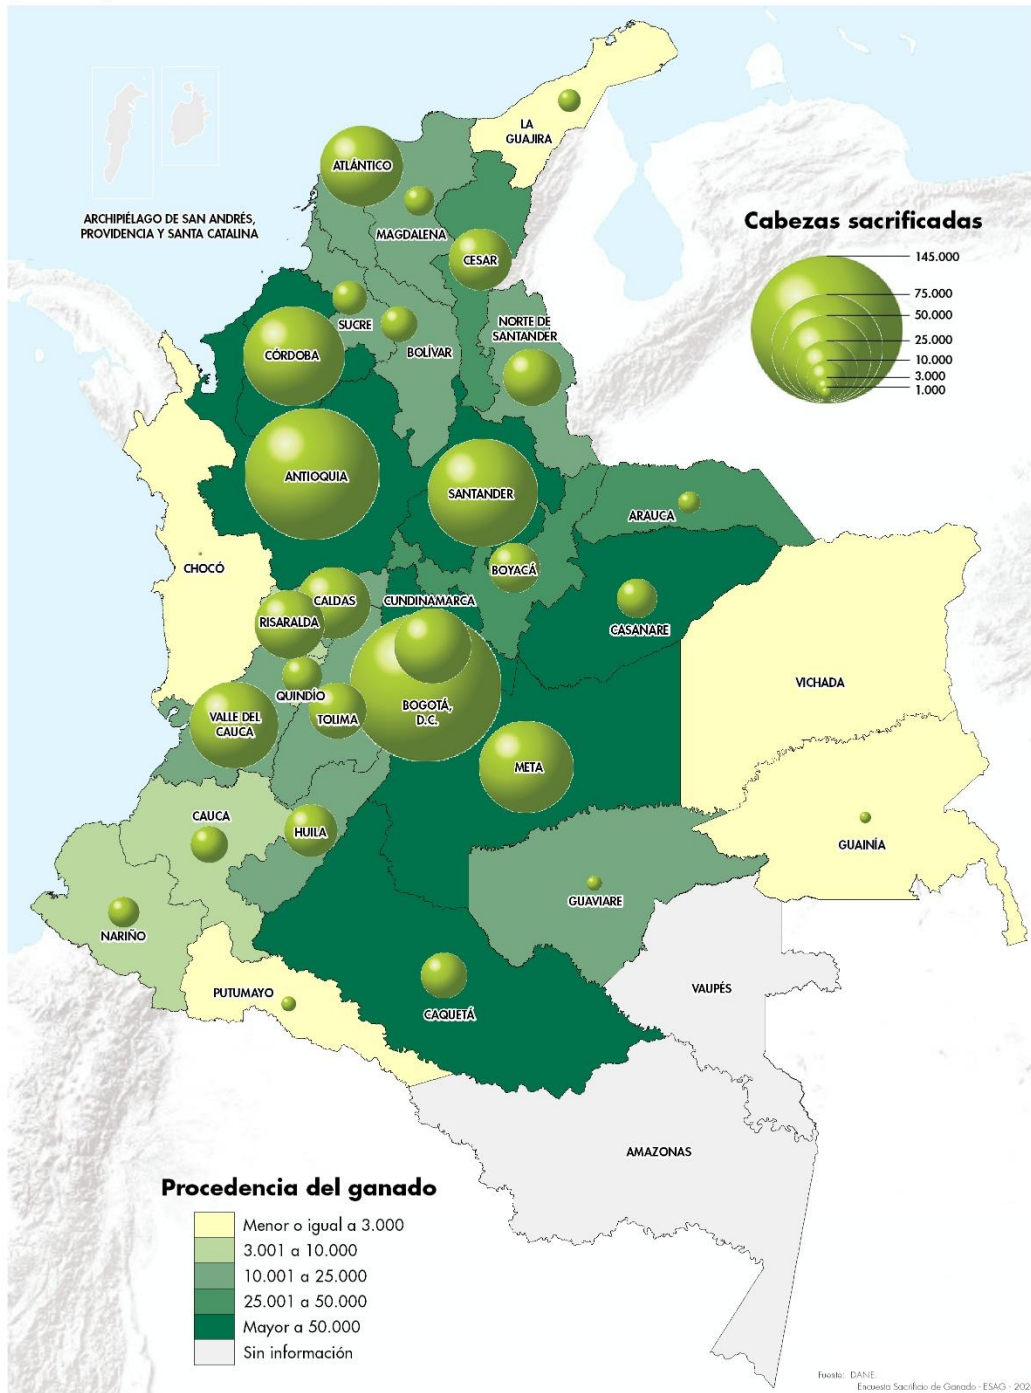 LA
GUAJIRA
ATLÁNTICO
ARCHIPIÉLAGO DE SAN ANDRÉS,
PROVIDENCIA Y SANTA CATALINA
MAGDALENA
CESAR
Cabezas sacrificadas
145.000
75.000
50.000
25.000
10.000
3.000
1.000
SUCRE
NORTE DE
SANTANDER
CÓRDOBA
BOLÍVAR
ANTIOQUIA
SANTANDER
ARAUCA
CHOCÓ
BOYACÁ
CALDAS
CUNDINAMARCA
RISARALDA
CASANARE
QUINDÍO
VICHADA
VALLE DEL
CAUCA
TOLIMA
BOGOTÁ,
D.C.
META
CAUCA
HUILA
GUAINÍA
GUAVIARE
NARIÑO
PUTUMAYO
CAQUETÁ
VAUPÉS
AMAZONAS
Procedencia del ganado
Menor o igual a 3.000
3.001 a 10.000
10.001 a 25.000
25.001 a 50.000
Mayor a 50.000
Sin información
Fuente: DANE.
Encuesta Sacrificio de Ganado - ESAG -